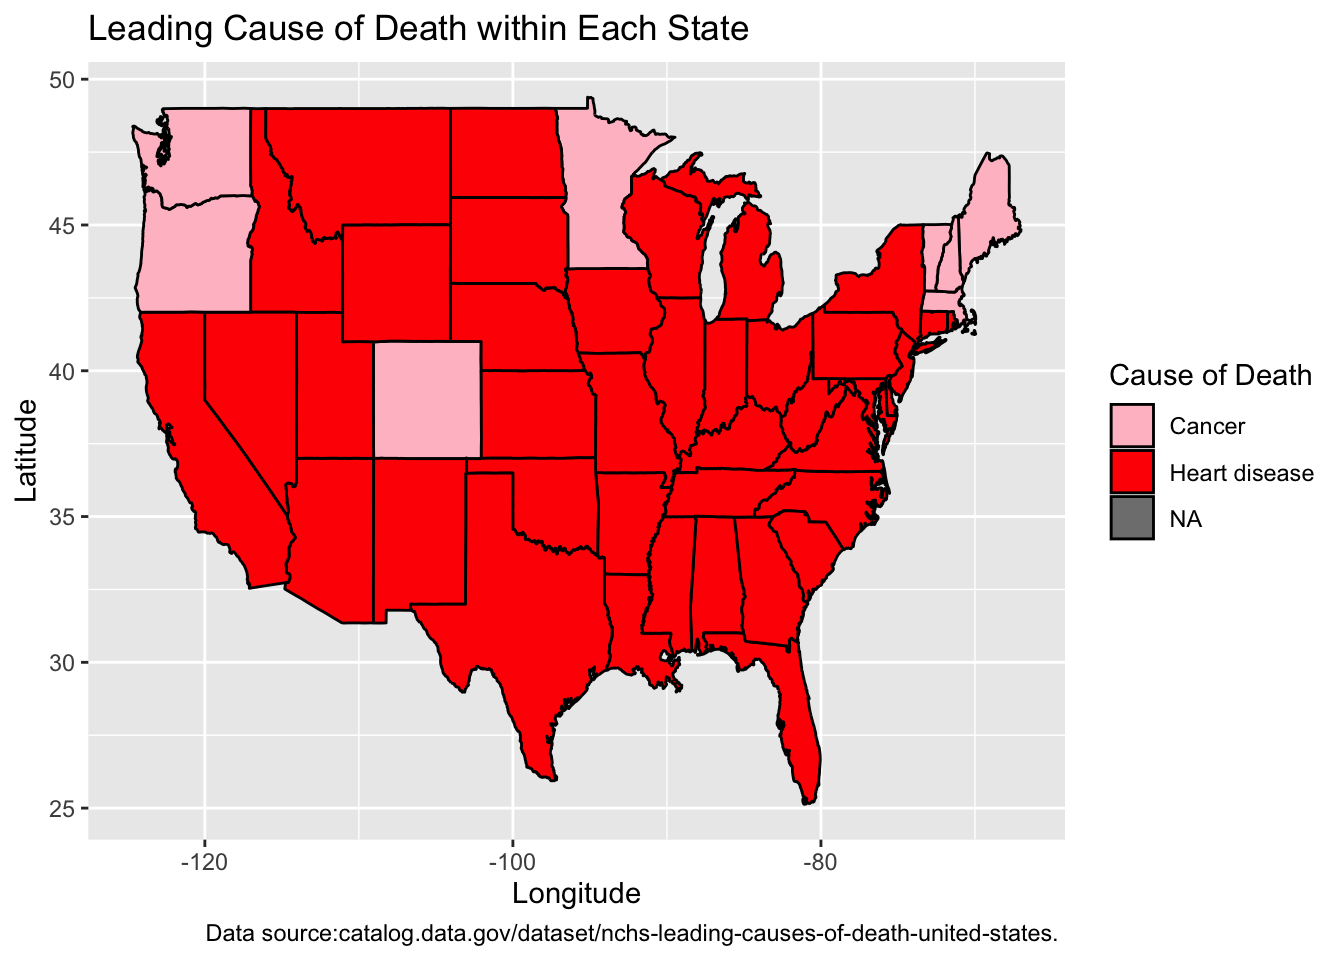 Leading Cause of Death within Each State
50
45
40
35
30
25
Latitude
-120
-100
-80
Longitude
Cause of Death
Cancer
Heart disease
NA
Data source:catalog.data.gov/dataset/nchs-leading-causes-of-death-united-states.